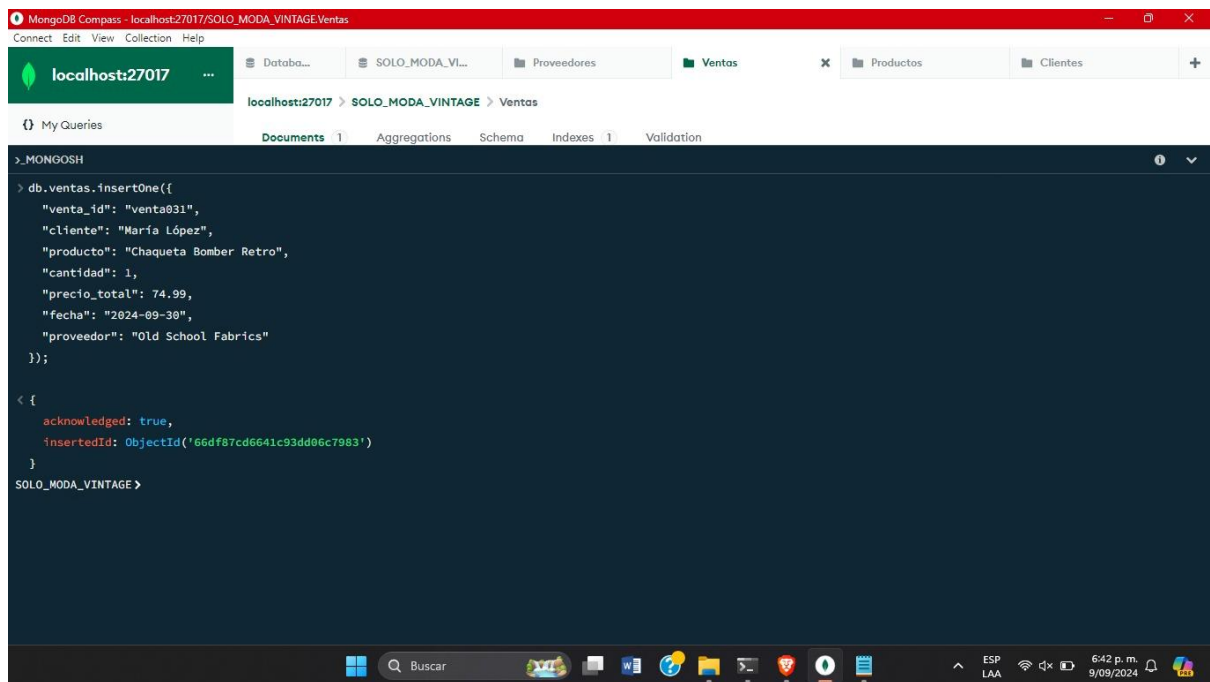 MongoDB Compass - localhost:27017/SOLO_MODA_VINTAGE.Ventas
Connect Edit View Collection Help
localhost:27017 ...
Databa... SOLO_MODA_VI... Proveedores Ventas Productos Clientes
localhost:27017 > SOLO_MODA_VINTAGE > Ventas
{} My Queries
Documents 1 Aggregations Schema Indexes 1 Validation
>_MONGOSH
> db.ventas.insertOne({
"venta_id": "venta031",
"cliente": "María López",
"producto": "Chaqueta Bomber Retro",
"cantidad": 1,
"precio_total": 74.99,
"fecha": "2024-09-30",
"proveedor": "Old School Fabrics"
});
< {
acknowledged: true,
insertedId: ObjectId('66df87cd6641c93dd06c7983')
}
SOLO_MODA_VINTAGE >
Buscar
ESP
LAA
6:42 p. m.
9/09/2024
PRE